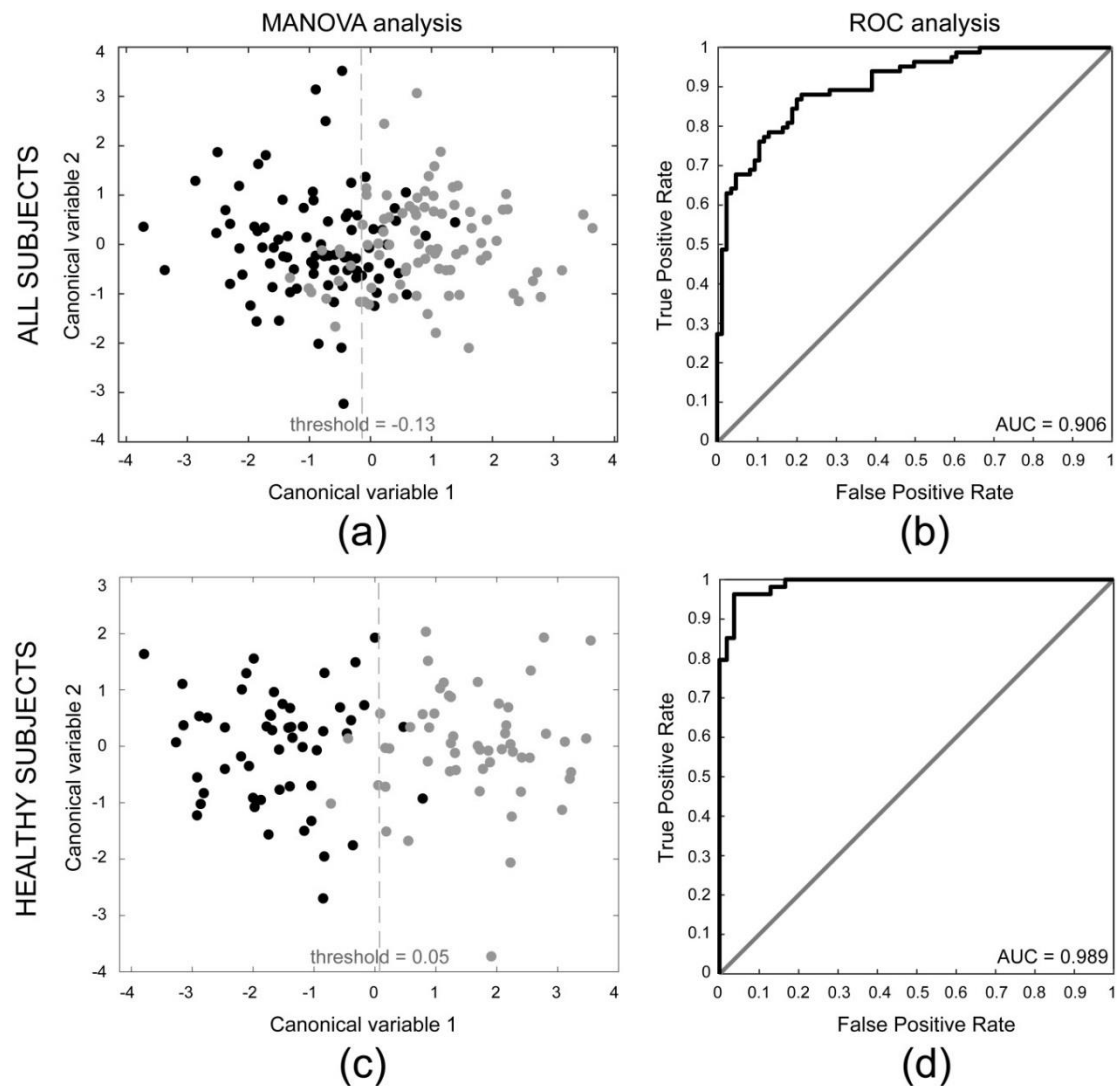 MANOVA analysis
ROC analysis
ALL SUBJECTS
Canonical variable 2
4
3
2
1
0
-1
-2
-3
-4
threshold = -0.13
-4 -3 -2 -1 0 1 2 3 4
Canonical variable 1
(a)
True Positive Rate
1
0.9
0.8
0.7
0.6
0.5
0.4
0.3
0.2
0.1
0
AUC = 0.906
0 0.1 0.2 0.3 0.4 0.5 0.6 0.7 0.8 0.9 1
False Positive Rate
(b)
HEALTHY SUBJECTS
Canonical variable 2
3
2
1
0
-1
-2
-3
-4
threshold = 0.05
-4 -3 -2 -1 0 1 2 3 4
Canonical variable 1
(c)
True Positive Rate
1
0.9
0.8
0.7
0.6
0.5
0.4
0.3
0.2
0.1
0
AUC = 0.989
0 0.1 0.2 0.3 0.4 0.5 0.6 0.7 0.8 0.9 1
False Positive Rate
(d)